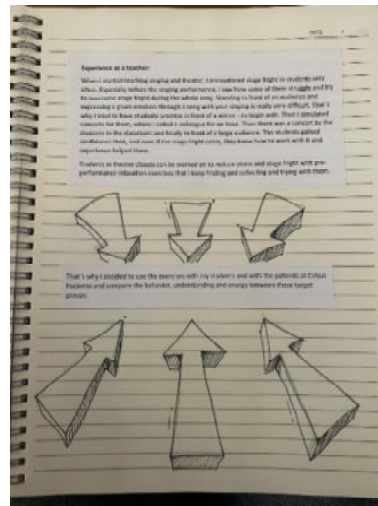 DATE
Experience as a teacher:
When I started teaching singing and theater, I encountered stage fright in students very
often. Especially before the singing performance, I saw how some of them struggle and try
to overcome stage fright during the whole song. Standing in front of an audience and
expressing a given emotion through a song with your singing is really very difficult. That's
why I tried to have students practice in front of a mirror - to begin with. Then I simulated
concerts for them, where I called a colleague for an hour. Then there was a concert by the
students in the classroom and finally in front of a large audience. The students gained
confidence then, and even if the stage fright came, they knew how to work with it and
experience helped them.
Students in theater classes can be worked on to reduce stress and stage fright with pre-
performance relaxation exercises that I keep finding and collecting and trying with them.
That's why I decided to use the exercises with my students and with the patients at
Patients and compare the behavior, understanding and energy between these target
groups.